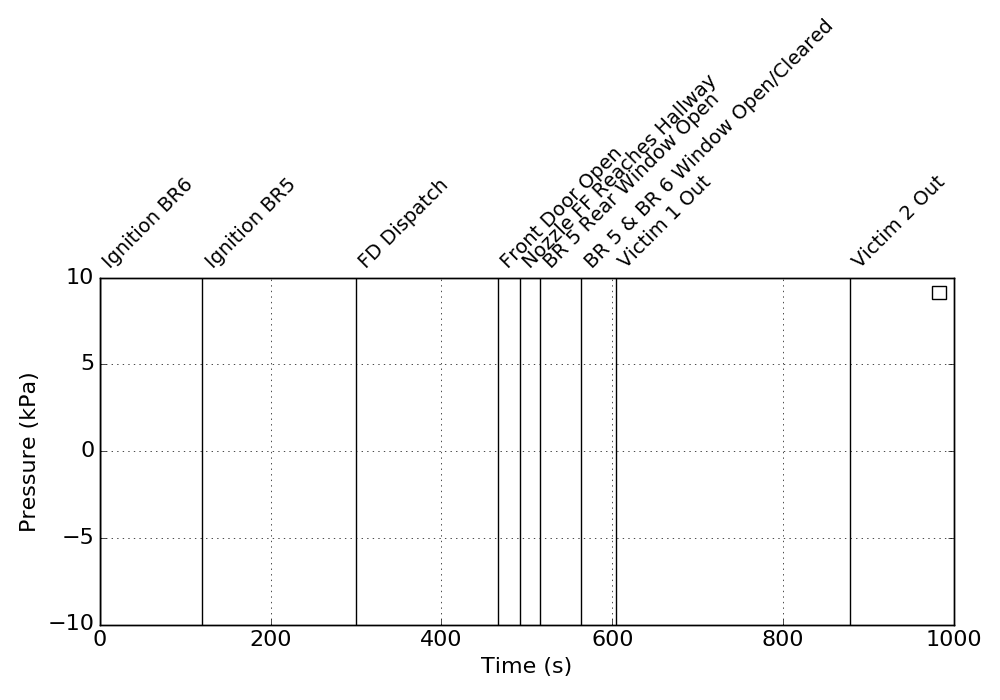 Ignition BR6
Ignition BR5
FD Dispatch
Front Door Open
Nozzle FF Reaches Hallway
BR 5 Rear Window Open
BR 5 & BR 6 Window Open/Cleared
Victim 1 Out
Victim 2 Out
10
5
0
−5
−10
Pressure (kPa)
0 200 400 600 800 1000
Time (s)